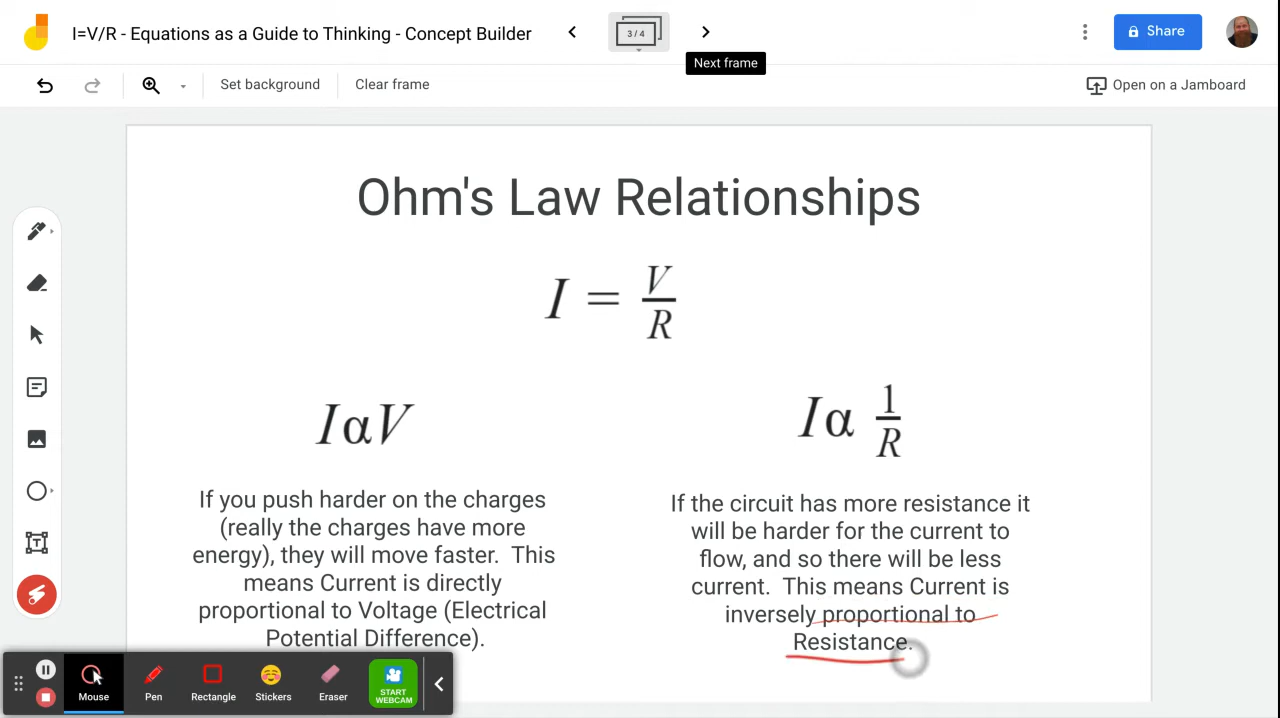 I=V/R - Equations as a Guide to Thinking - Concept Builder
3 / 4
Share
Next frame
Set background
Clear frame
Open on a Jamboard
Ohm's Law Relationships
I = V/R
IαV
Iα 1/R
If you push harder on the charges
(really the charges have more
energy), they will move faster.  This
means Current is directly
proportional to Voltage (Electrical
Potential Difference).
If the circuit has more resistance it
will be harder for the current to
flow, and so there will be less
current.  This means Current is
inversely proportional to
Resistance.
Mouse
Pen
Rectangle
Stickers
Eraser
START
WEBCAM